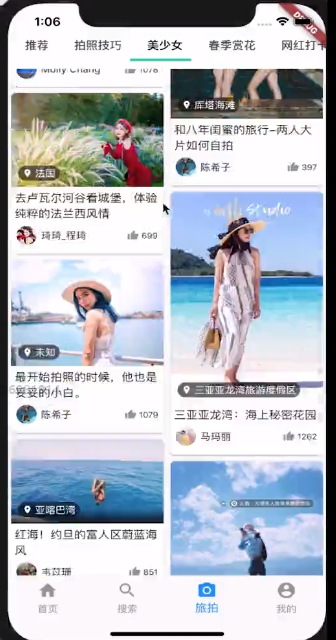 1:06
推荐
拍照技巧
美少女
春季赏花
网红打卡
Molly Chang
1078
法国
去卢瓦尔河谷看城堡，体验
纯粹的法兰西风情
琦琦_程琦
699
未知
最开始拍照的时候，他也是
妥妥的小白。
陈希子
1079
亚喀巴湾
红海！约旦的富人区蔚蓝海
风
韦苡珊
851
厍塔海滩
和八年闺蜜的旅行–两人大
片如何自拍
陈希子
397
Studio
三亚亚龙湾旅游度假区
三亚亚龙湾：海上秘密花园
马玛丽
1262
首页
搜索
旅拍
我的